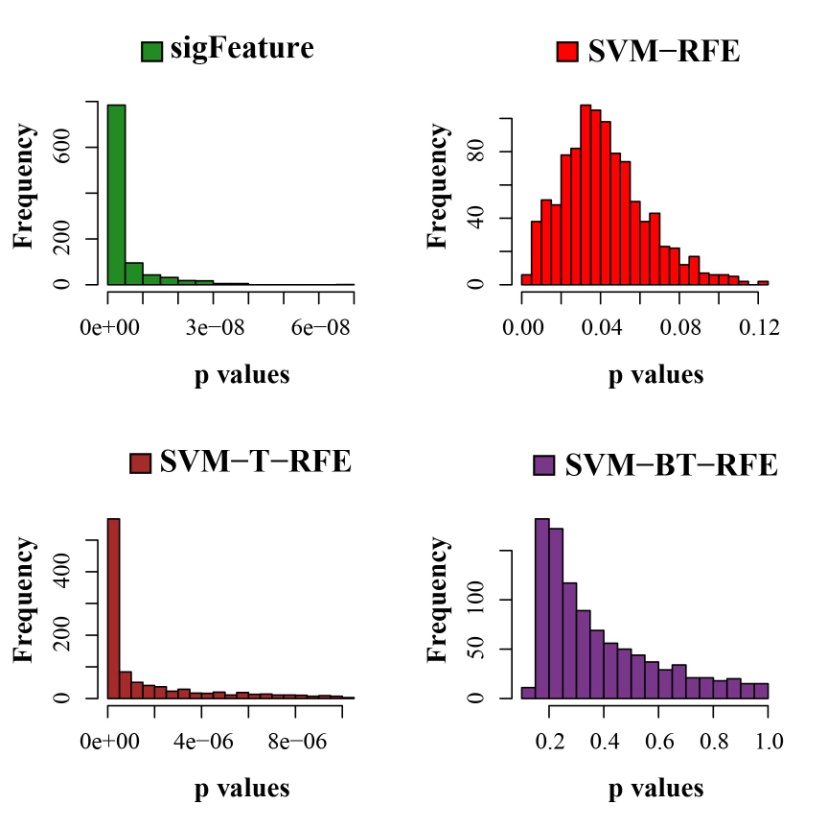 sigFeature
Frequency
0 200 600
0e+00 3e−08 6e−08
p values
SVM−RFE
Frequency
0 40 80
0.00 0.04 0.08 0.12
p values
SVM−T−RFE
Frequency
0 200 400
0e+00 4e−06 8e−06
p values
SVM−BT−RFE
Frequency
0 50 100
0.2 0.4 0.6 0.8 1.0
p values